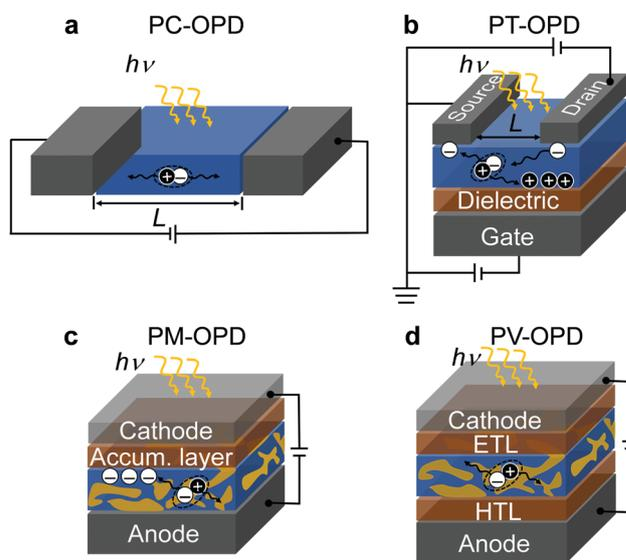 a PC-OPD
hν
L
b PT-OPD
hν
Source
Drain
L
Dielectric
Gate
c PM-OPD
hν
Cathode
Accum. layer
Anode
d PV-OPD
hν
Cathode
ETL
HTL
Anode